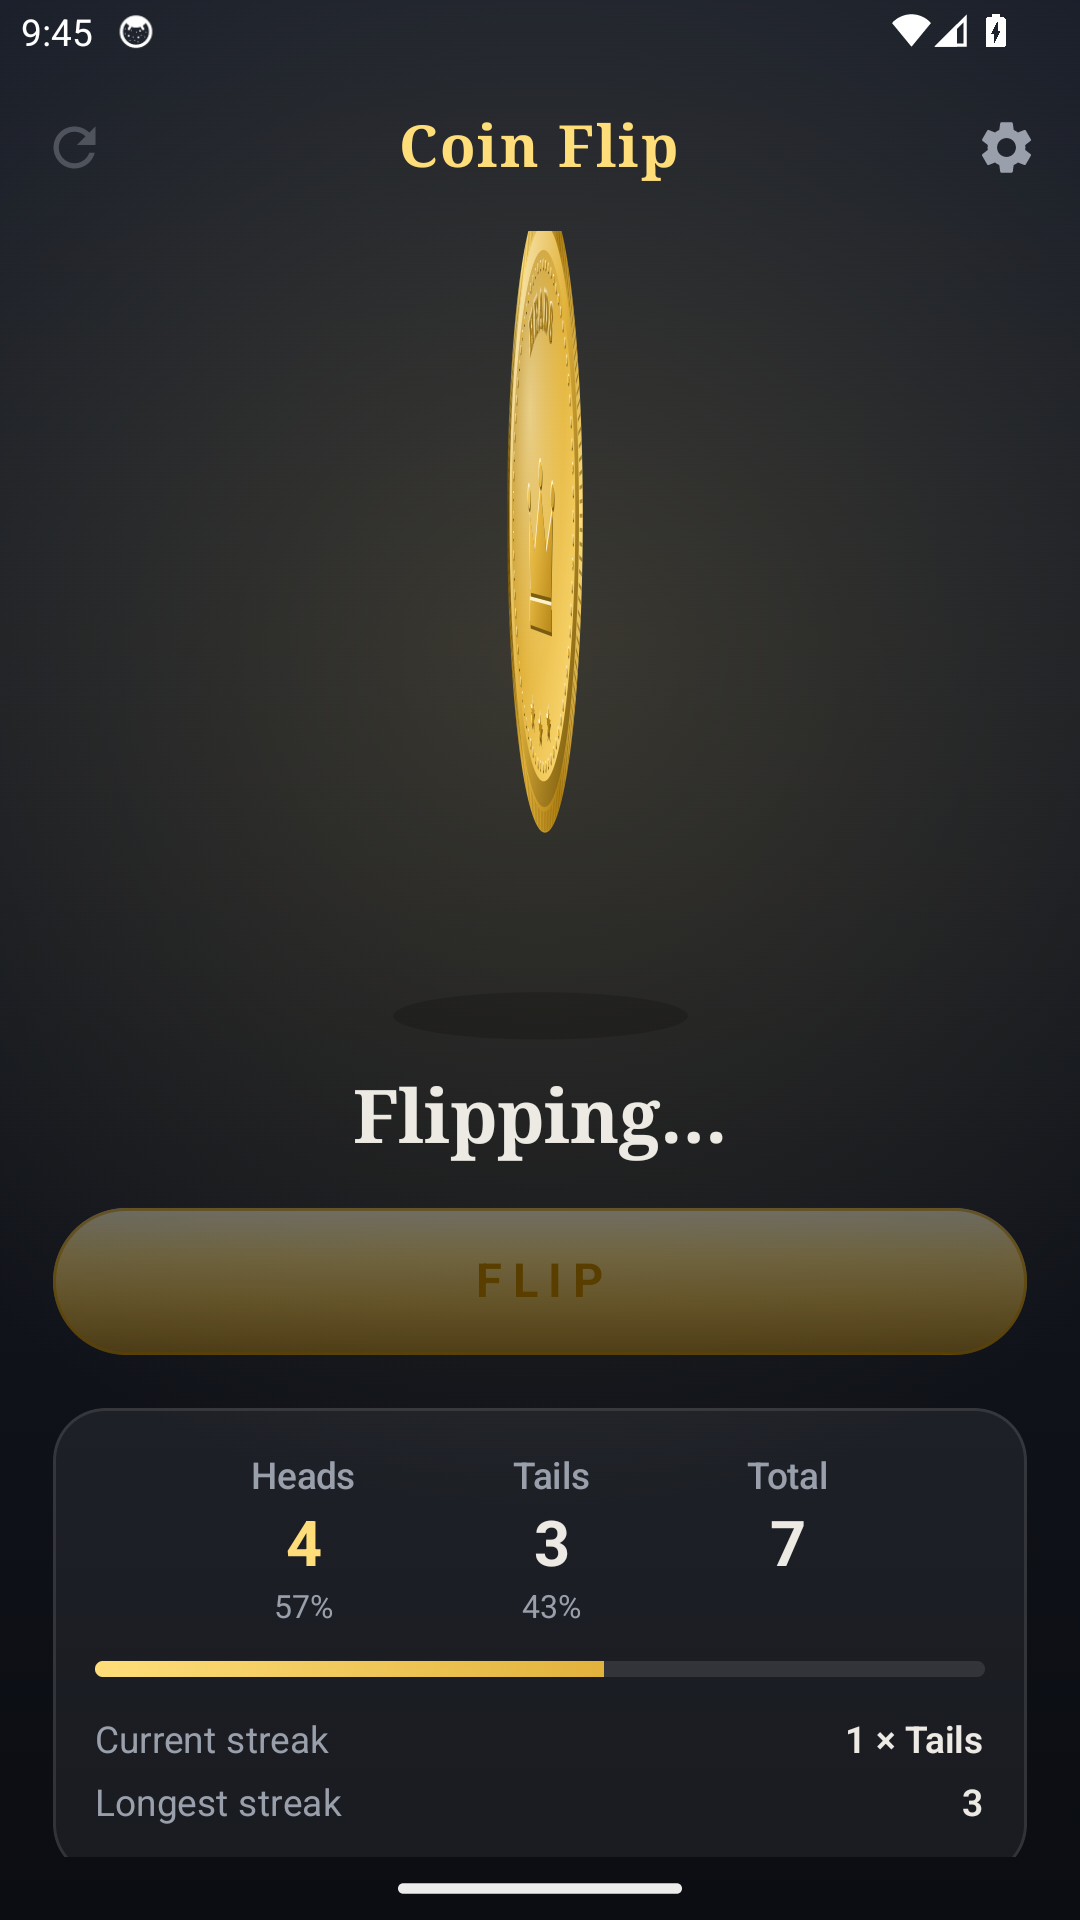 9:45
Coin Flip
HEADS
Flipping...
FLIP
Heads Tails Total
4 3 7
57% 43%
Current streak 1 × Tails
Longest streak 3